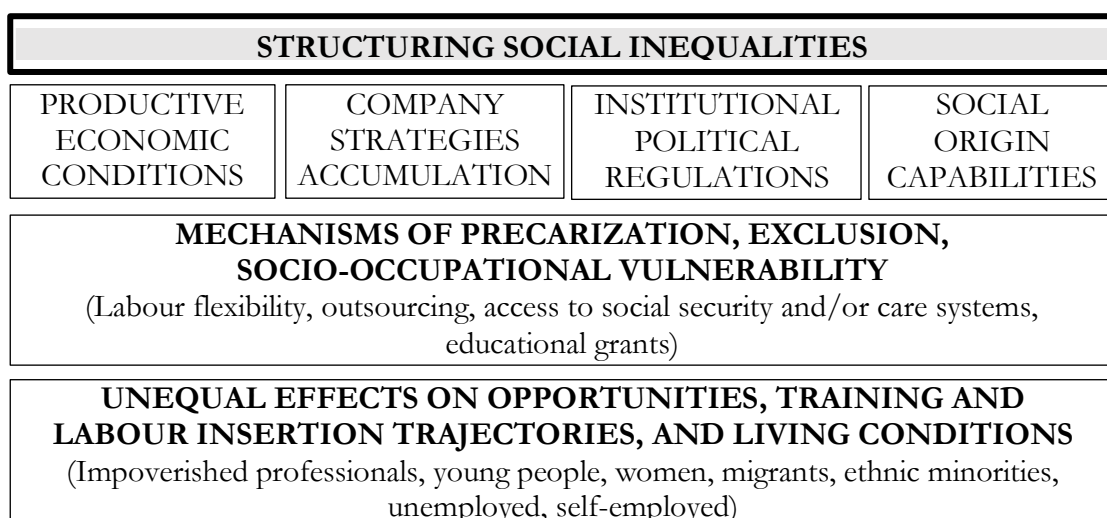 STRUCTURING SOCIAL INEQUALITIES
PRODUCTIVE
ECONOMIC
CONDITIONS
COMPANY
STRATEGIES
ACCUMULATION
INSTITUTIONAL
POLITICAL
REGULATIONS
SOCIAL
ORIGIN
CAPABILITIES
MECHANISMS OF PRECARIZATION, EXCLUSION,
SOCIO-OCCUPATIONAL VULNERABILITY
(Labour flexibility, outsourcing, access to social security and/or care systems,
educational grants)
UNEQUAL EFFECTS ON OPPORTUNITIES, TRAINING AND
LABOUR INSERTION TRAJECTORIES, AND LIVING CONDITIONS
(Impoverished professionals, young people, women, migrants, ethnic minorities,
unemployed, self-employed)